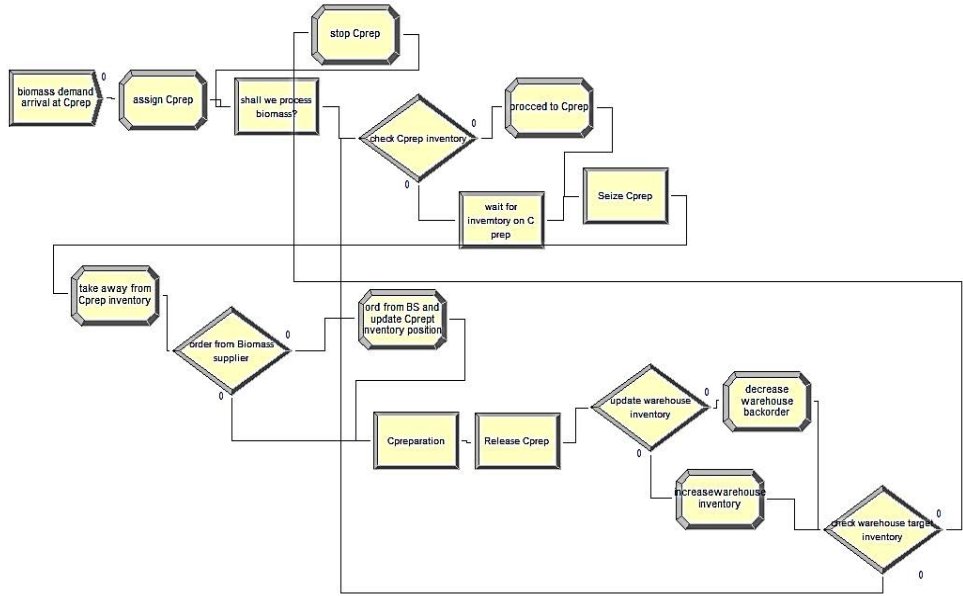 stop Cprep
0
biomass demand
arrival at Cprep
assign Cprep
shall we process
biomass?
procced to Cprep
0
check Cprep inventory
0
wait for
invemtory on C
prep
Seize Cprep
take away from
Cprep inventory
ord from BS and
update Cprept
nventory position
0
order from Biomass
supplier
0
decrease
warehouse
backorder
0
update warehouse
inventory
Cpreparation
Release Cprep
0
increasewarehouse
inventory
0
check warehouse target
inventory
0